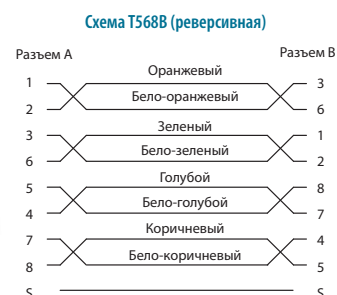 Схема T568B (реверсивная)
Разъем А Разъем В
Оранжевый
1 3
Бело-оранжевый
2 6
Зеленый
3 1
Бело-зеленый
6 2
Голубой
5 8
Бело-голубой
4 7
Коричневый
7 4
Бело-коричневый
8 5
S S